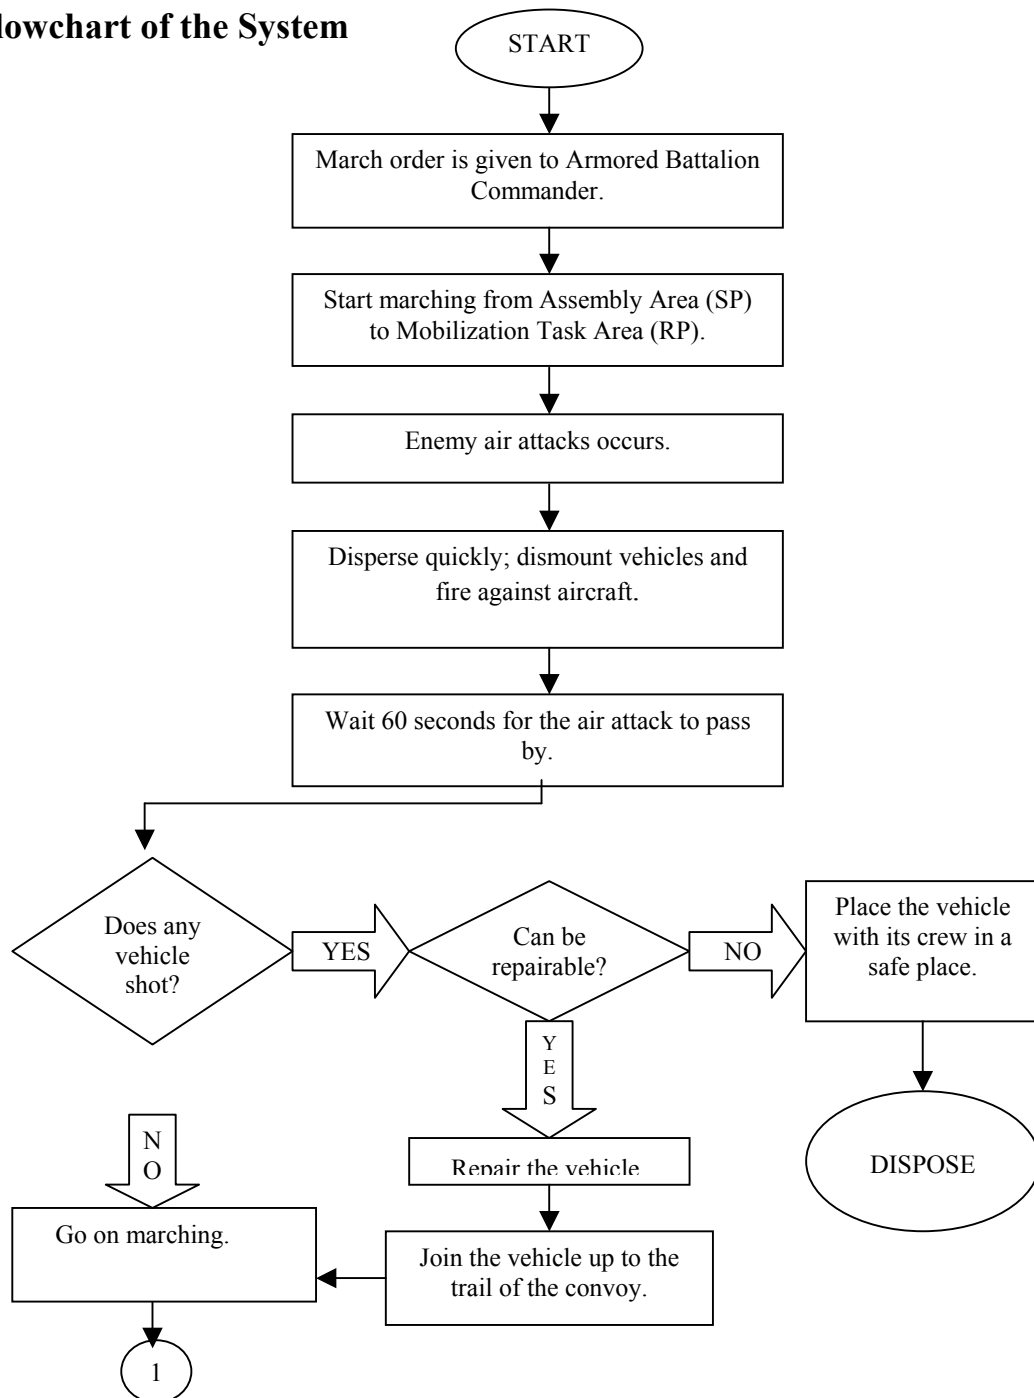 lowchart of the System
START
March order is given to Armored Battalion
Commander.
Start marching from Assembly Area (SP)
to Mobilization Task Area (RP).
Enemy air attacks occurs.
Disperse quickly; dismount vehicles and
fire against aircraft.
Wait 60 seconds for the air attack to pass
by.
Does any
vehicle
shot?
YES
Can be
repairable?
NO
Place the vehicle
with its crew in a
safe place.
Y
E
S
N
O
Repair the vehicle
DISPOSE
Go on marching.
Join the vehicle up to the
trail of the convoy.
1